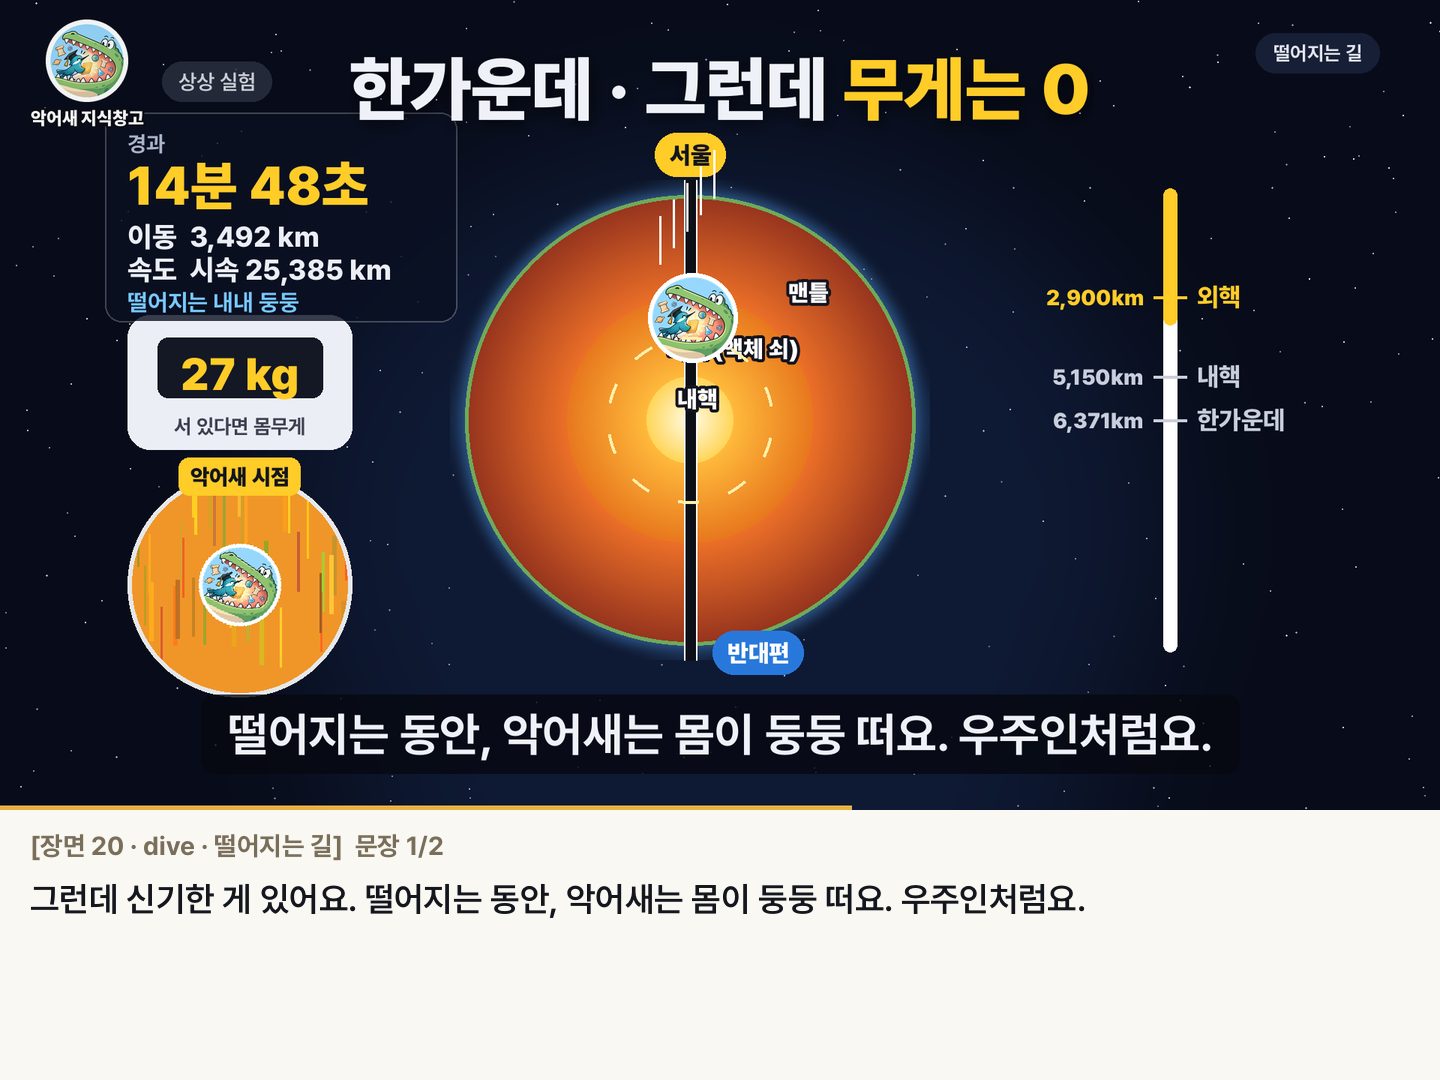 악어새 지식창고
상상 실험
한가운데 · 그런데 무게는 0
떨어지는 길
경과
14분 48초
이동 3,492 km
속도 시속 25,385 km
떨어지는 내내 둥둥
27 kg
서 있다면 몸무게
악어새 시점
서울
맨틀
(액체 쇠)
내핵
반대편
2,900km 외핵
5,150km 내핵
6,371km 한가운데
떨어지는 동안, 악어새는 몸이 둥둥 떠요. 우주인처럼요.
[장면 20 · dive · 떨어지는 길] 문장 1/2
그런데 신기한 게 있어요. 떨어지는 동안, 악어새는 몸이 둥둥 떠요. 우주인처럼요.